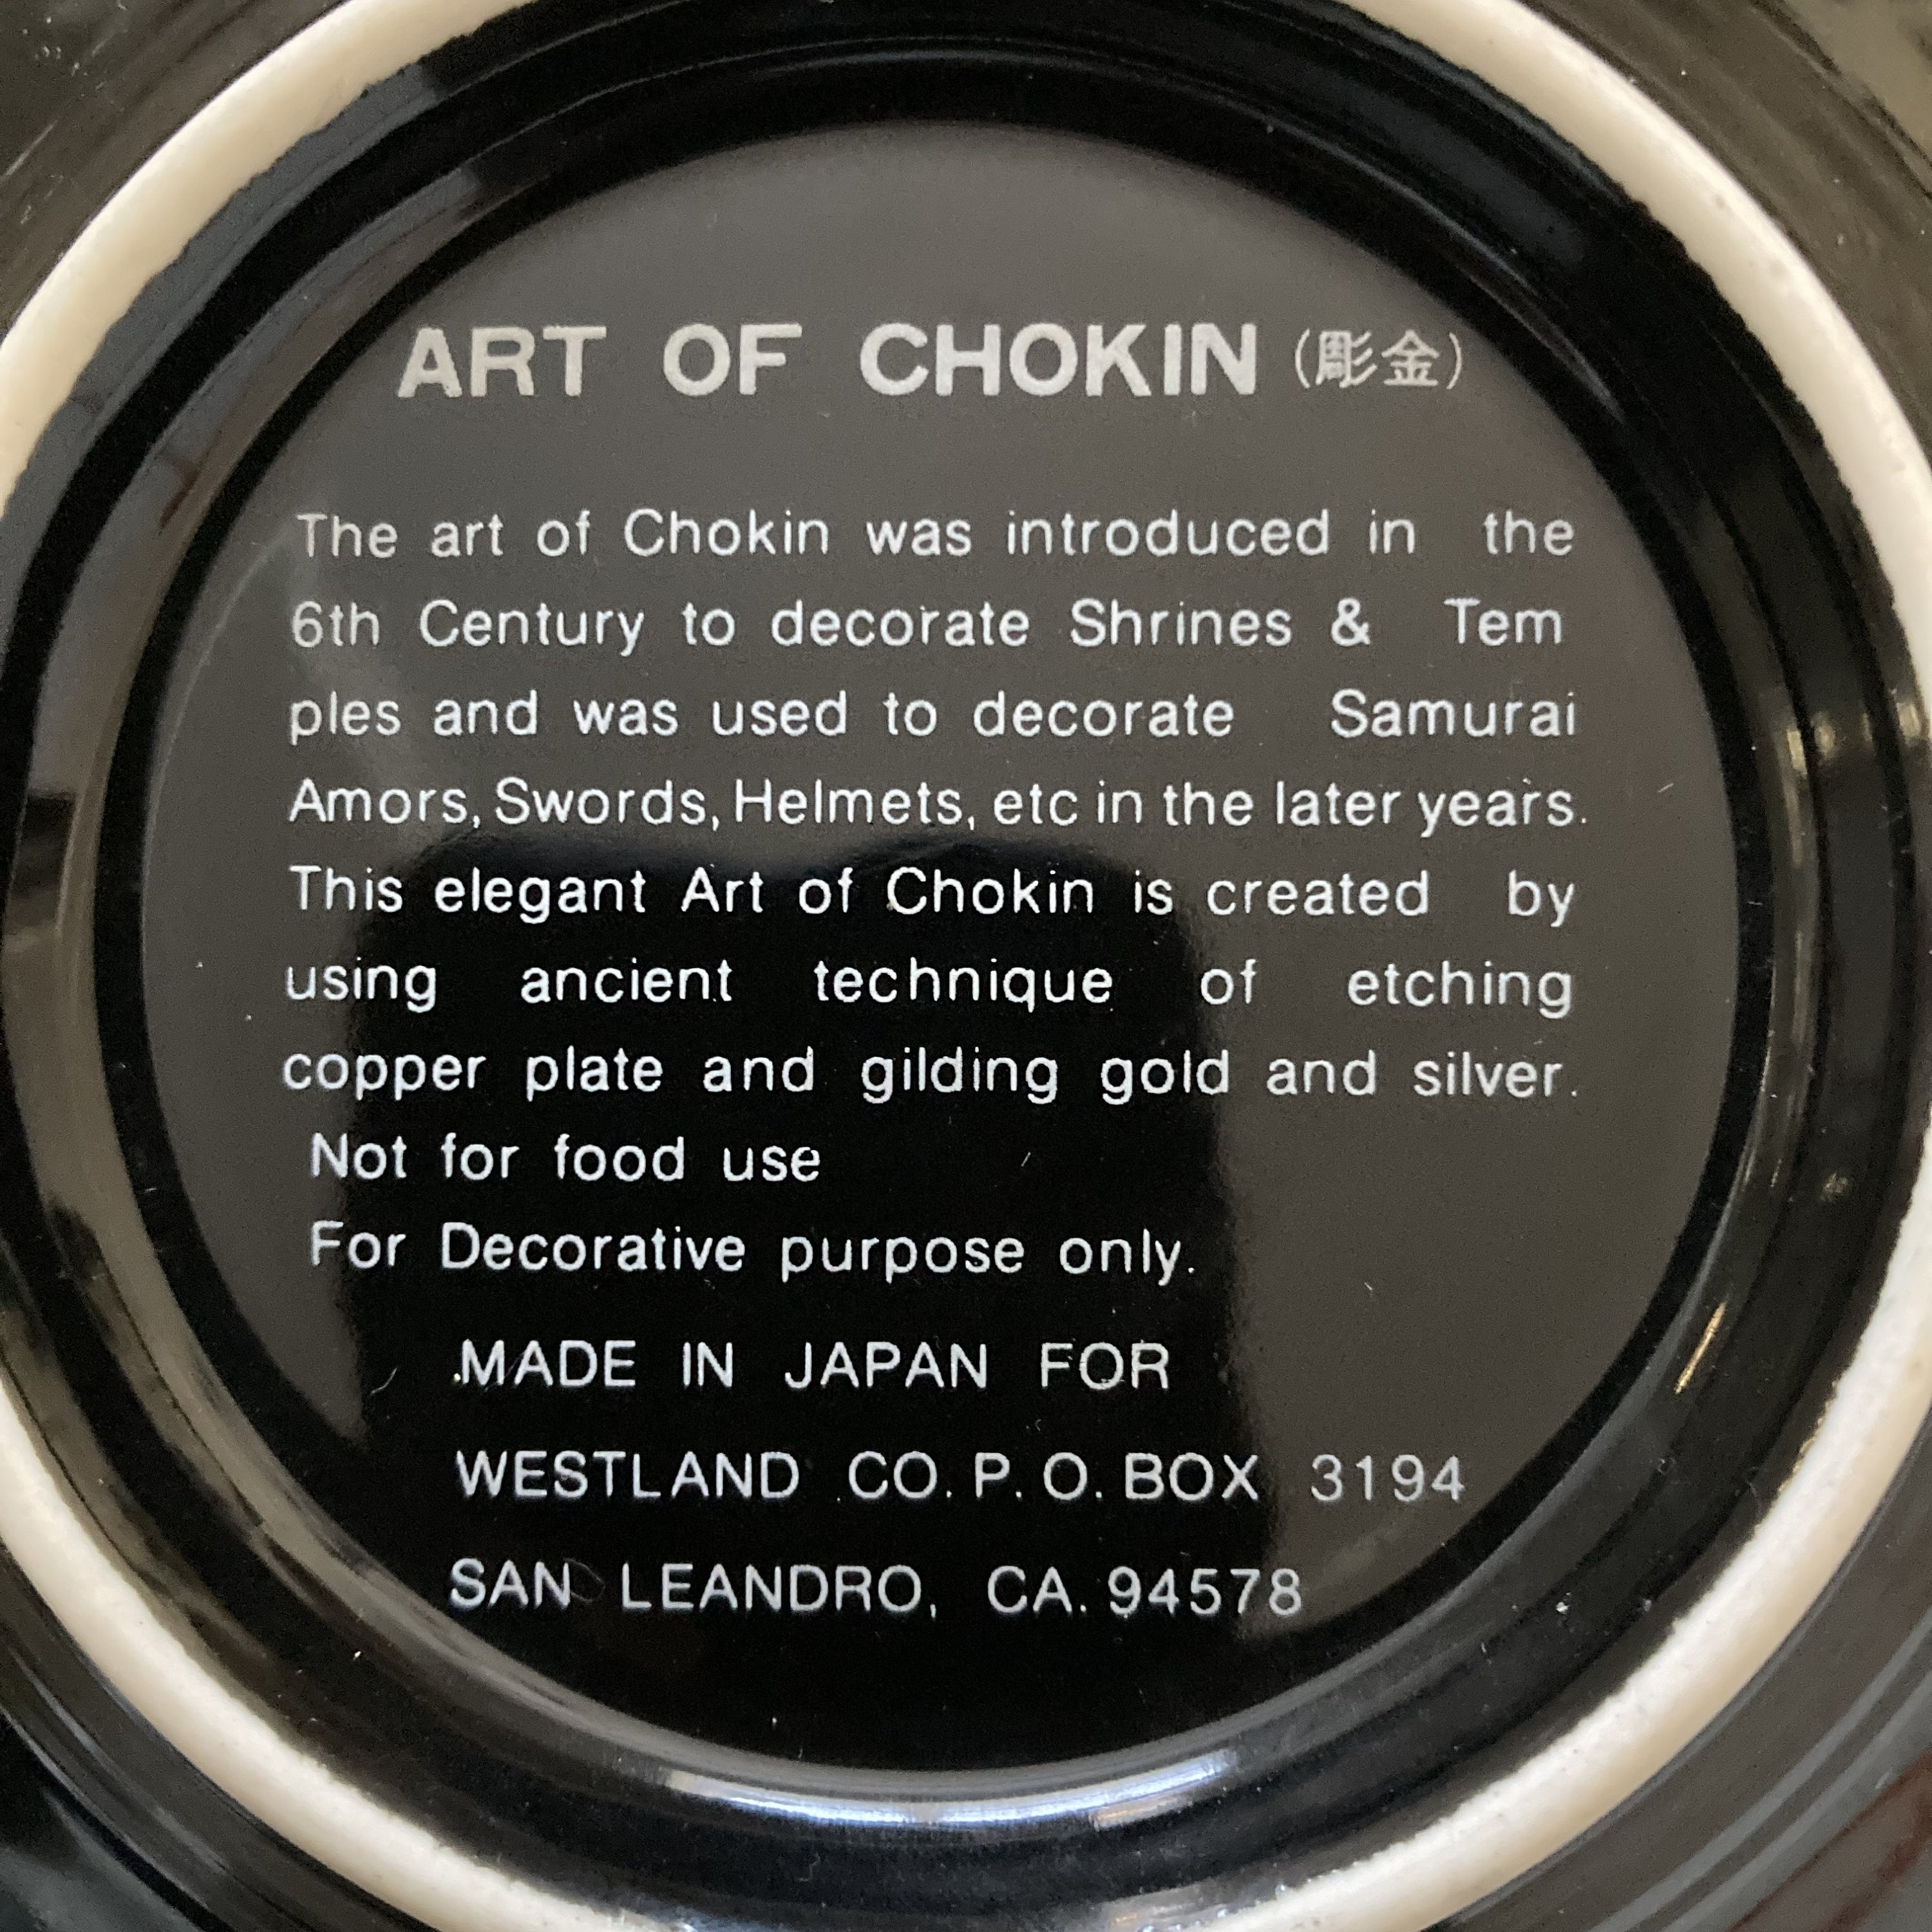 ART OF CHOKIN (彫金)
The art of Chokin was introduced in the
6th Century to decorate Shrines & Tem
ples and was used to decorate Samurai
Amors, Swords, Helmets, etc in the later years.
This elegant Art of Chokin is created by
using ancient technique of etching
copper plate and gilding gold and silver.
Not for food use
For Decorative purpose only.
MADE IN JAPAN FOR
WESTLAND CO. P. O. BOX 3194
SAN LEANDRO, CA. 94578